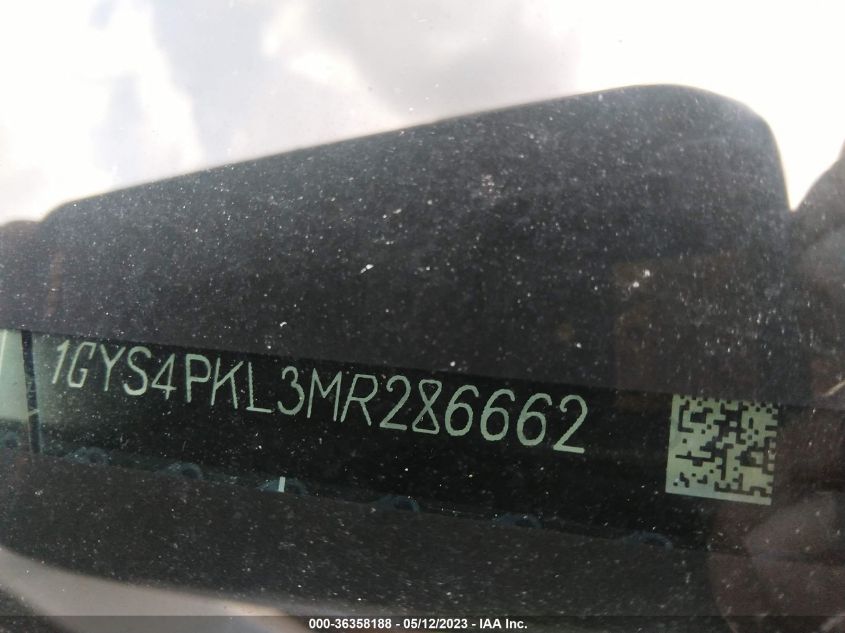 1GYS4PKL3MR286662
000-36358188 - 05/12/2023 - IAA Inc.